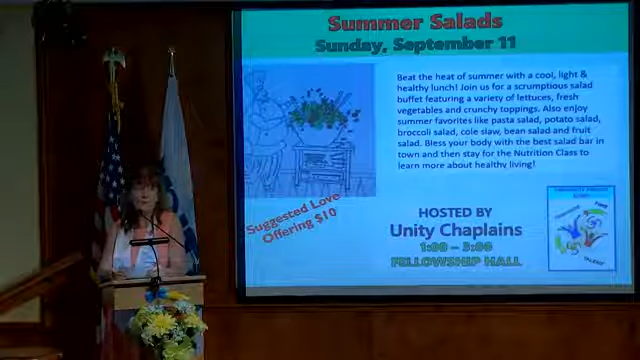 Summer Salads
Sunday, September 11
Beat the heat of summer with a cool, light &
healthy lunch! Join us for a scrumptious salad
buffet featuring a variety of lettuces, fresh
vegetables and crunchy toppings. Also enjoy
summer favorites like pasta salad, potato salad,
broccoli salad, cole slaw, bean salad and fruit
salad. Bless your body with the best salad bar in
town and then stay for the Nutrition Class to
learn more about healthy living!
Suggested Love
Offering $10
HOSTED BY
Unity Chaplains
1:00 – 3:00
FELLOWSHIP HALL